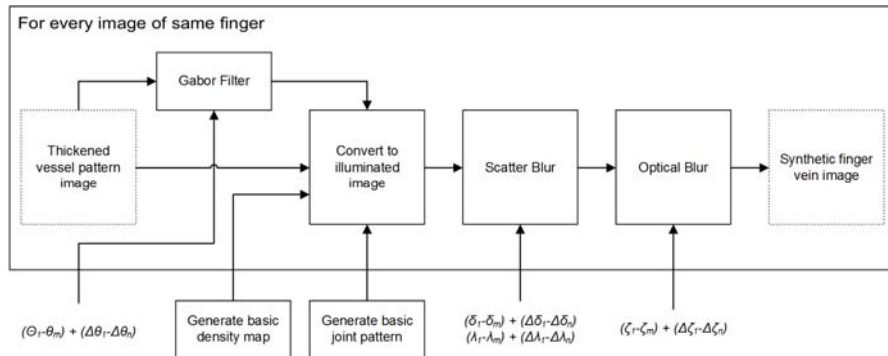 For every image of same finger
Gabor Filter
Thickened
vessel pattern
image
Convert to
illuminated
image
Scatter Blur
Optical Blur
Synthetic finger
vein image
(Θ₁-θₘ) + (Δθ₁-Δθₙ)
Generate basic
density map
Generate basic
joint pattern
(δ₁-δₘ) + (Δδ₁-Δδₙ)
(λ₁-λₘ) + (Δλ₁-Δλₙ)
(ζ₁-ζₘ) + (Δζ₁-Δζₙ)